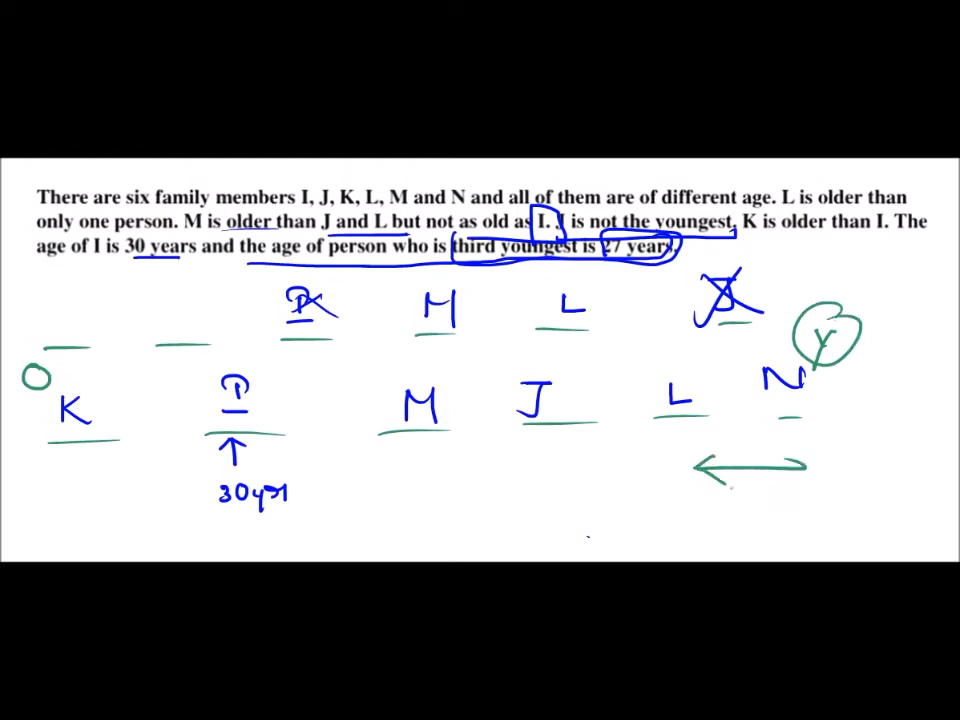 There are six family members I, J, K, L, M and N and all of them are of different age. L is older than
only one person. M is older than J and L but not as old as I. J is not the youngest. K is older than I. The
age of I is 30 years and the age of person who is third youngest is 27 years.
I M L J
O Y
K I M J L N
30yr